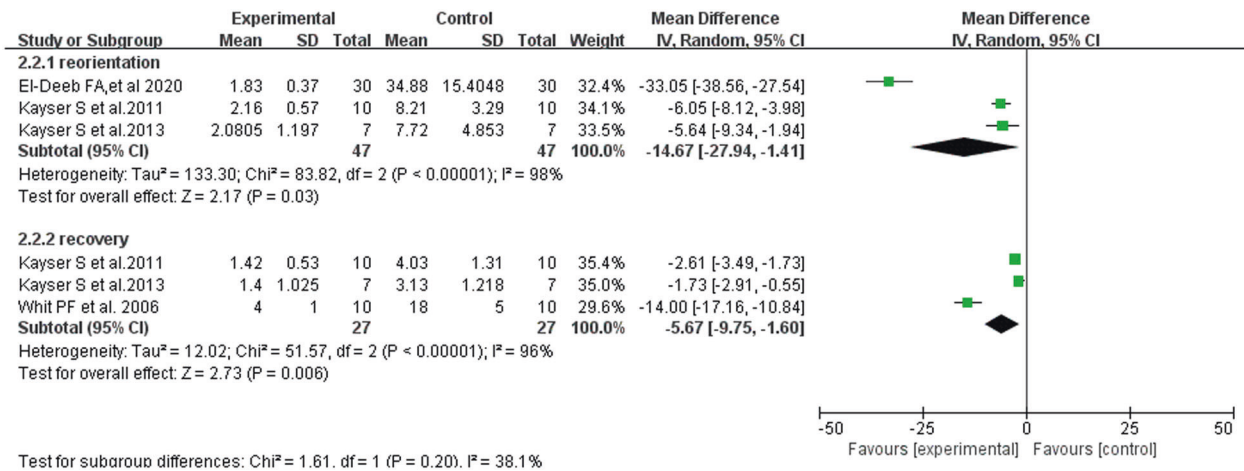 Experimental Control Mean Difference Mean Difference
Study or Subgroup Mean SD Total Mean SD Total Weight IV, Random, 95% CI IV, Random, 95% CI
2.2.1 reorientation
El-Deeb FA,et al 2020 1.83 0.37 30 34.88 15.4048 30 32.4% -33.05 [-38.56, -27.54]
Kayser S et al.2011 2.16 0.57 10 8.21 3.29 10 34.1% -6.05 [-8.12, -3.98]
Kayser S et al.2013 2.0805 1.197 7 7.72 4.853 7 33.5% -5.64 [-9.34, -1.94]
Subtotal (95% CI) 47 47 100.0% -14.67 [-27.94, -1.41]
Heterogeneity: Tau² = 133.30; Chi² = 83.82, df = 2 (P < 0.00001); I² = 98%
Test for overall effect: Z = 2.17 (P = 0.03)
2.2.2 recovery
Kayser S et al.2011 1.42 0.53 10 4.03 1.31 10 35.4% -2.61 [-3.49, -1.73]
Kayser S et al.2013 1.4 1.025 7 3.13 1.218 7 35.0% -1.73 [-2.91, -0.55]
Whit PF et al. 2006 4 1 10 18 5 10 29.6% -14.00 [-17.16, -10.84]
Subtotal (95% CI) 27 27 100.0% -5.67 [-9.75, -1.60]
Heterogeneity: Tau² = 12.02; Chi² = 51.57, df = 2 (P < 0.00001); I² = 96%
Test for overall effect: Z = 2.73 (P = 0.006)
-50 -25 0 25 50
Favours [experimental] Favours [control]
Test for subgroup differences: Chi² = 1.61, df = 1 (P = 0.20), I² = 38.1%